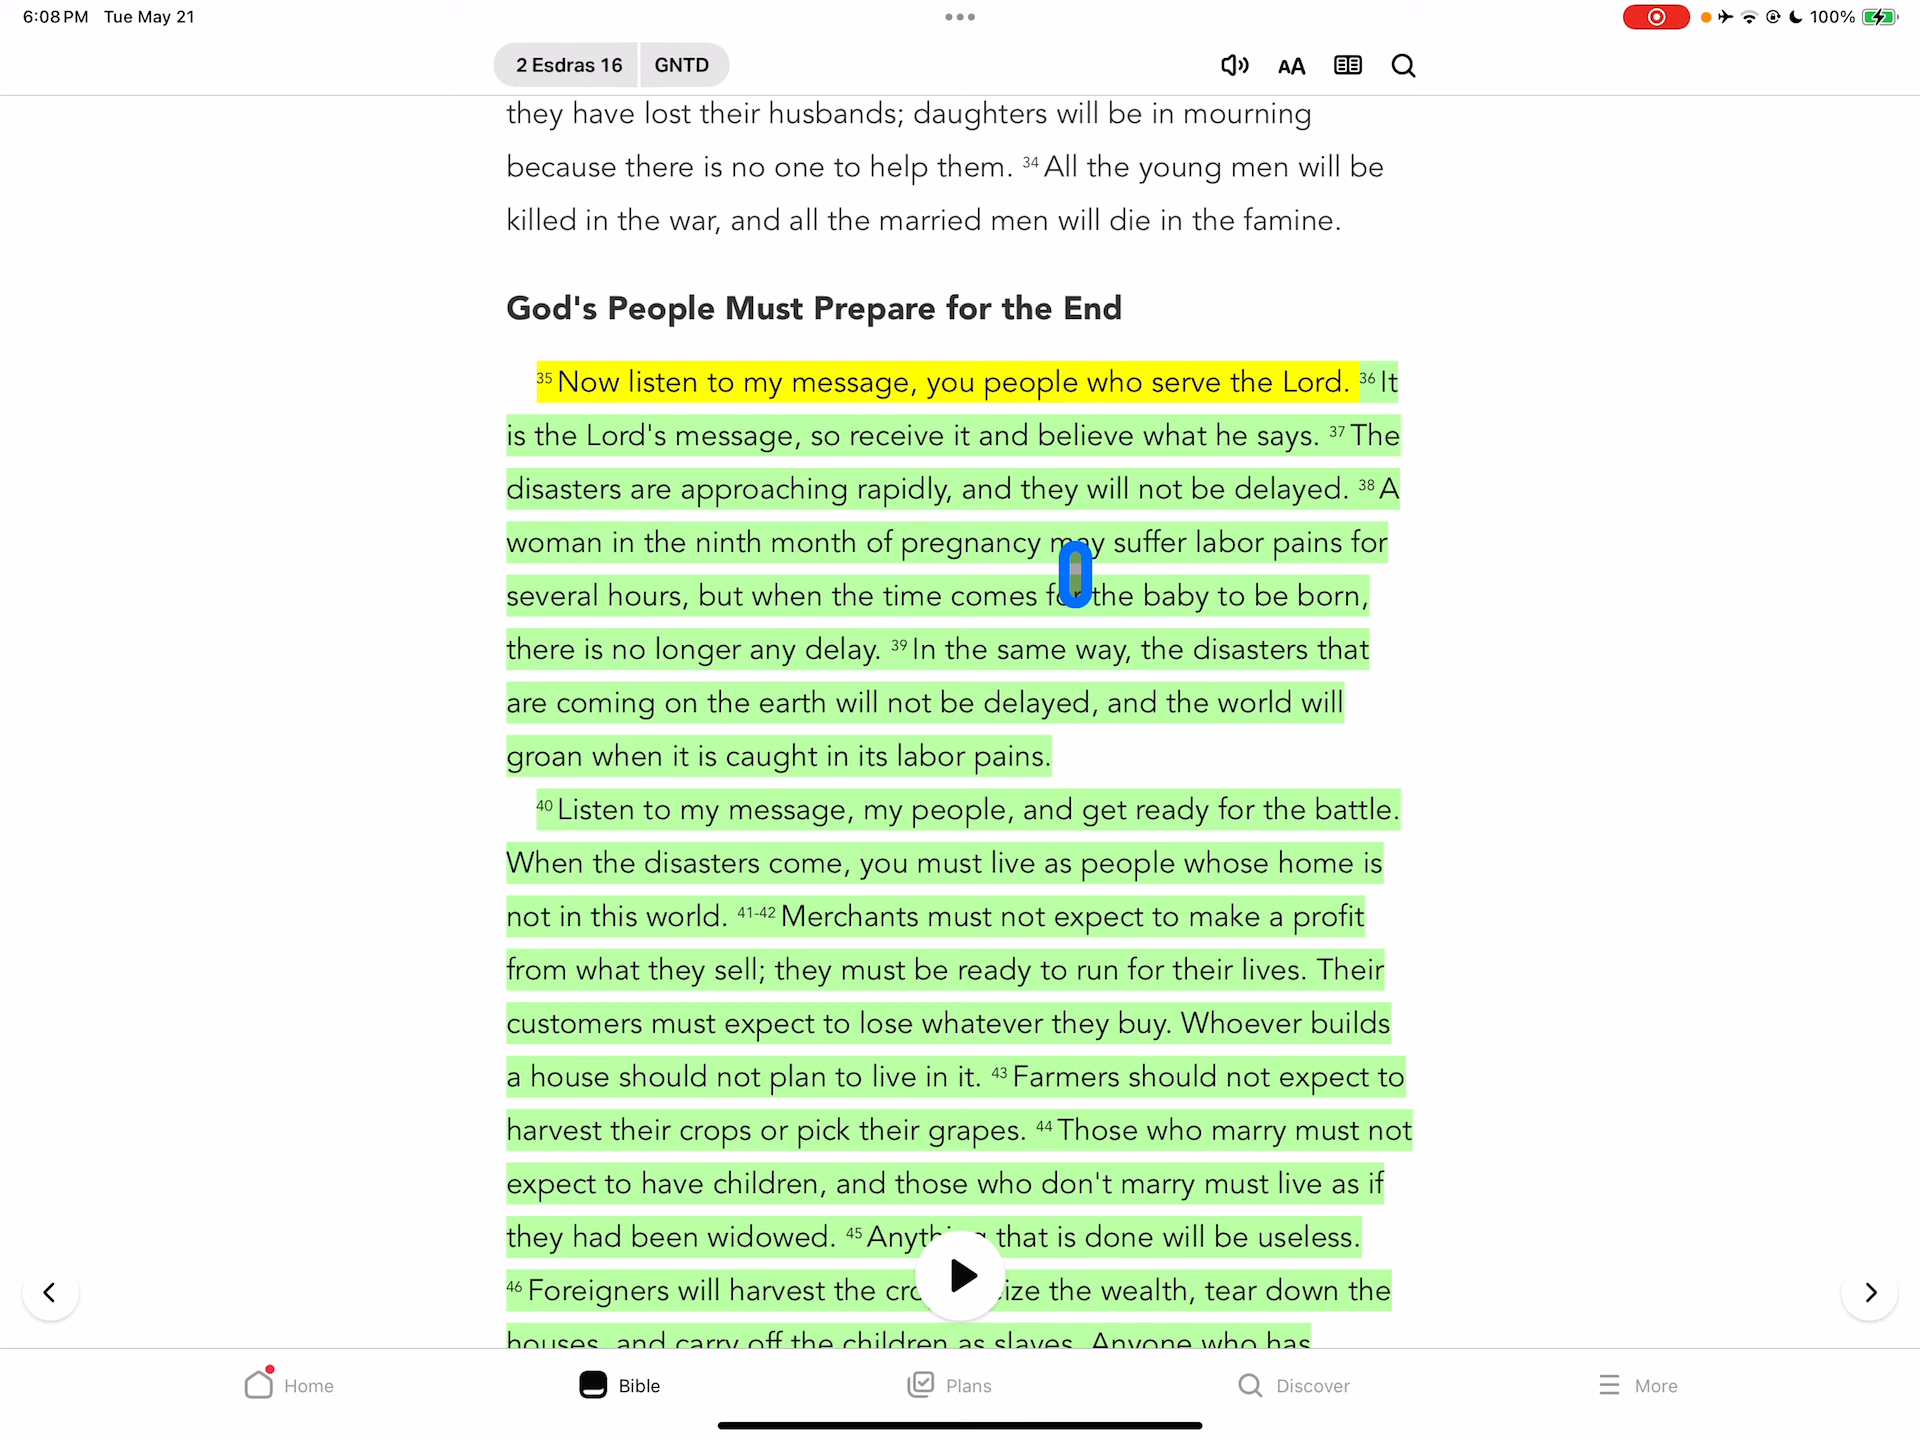 6:08 PM Tue May 21
100%
2 Esdras 16 GNTD
AA
they have lost their husbands; daughters will be in mourning
because there is no one to help them. 34 All the young men will be
killed in the war, and all the married men will die in the famine.
God's People Must Prepare for the End
35 Now listen to my message, you people who serve the Lord. 36 It
is the Lord's message, so receive it and believe what he says. 37 The
disasters are approaching rapidly, and they will not be delayed. 38 A
woman in the ninth month of pregnancy may suffer labor pains for
several hours, but when the time comes for the baby to be born,
there is no longer any delay. 39 In the same way, the disasters that
are coming on the earth will not be delayed, and the world will
groan when it is caught in its labor pains.
40 Listen to my message, my people, and get ready for the battle.
When the disasters come, you must live as people whose home is
not in this world. 41-42 Merchants must not expect to make a profit
from what they sell; they must be ready to run for their lives. Their
customers must expect to lose whatever they buy. Whoever builds
a house should not plan to live in it. 43 Farmers should not expect to
harvest their crops or pick their grapes. 44 Those who marry must not
expect to have children, and those who don't marry must live as if
they had been widowed. 45 Anything that is done will be useless.
46 Foreigners will harvest the the wealth, tear down the
houses, and carry off the children as slaves. Anyone who has
Home Bible Plans Discover More